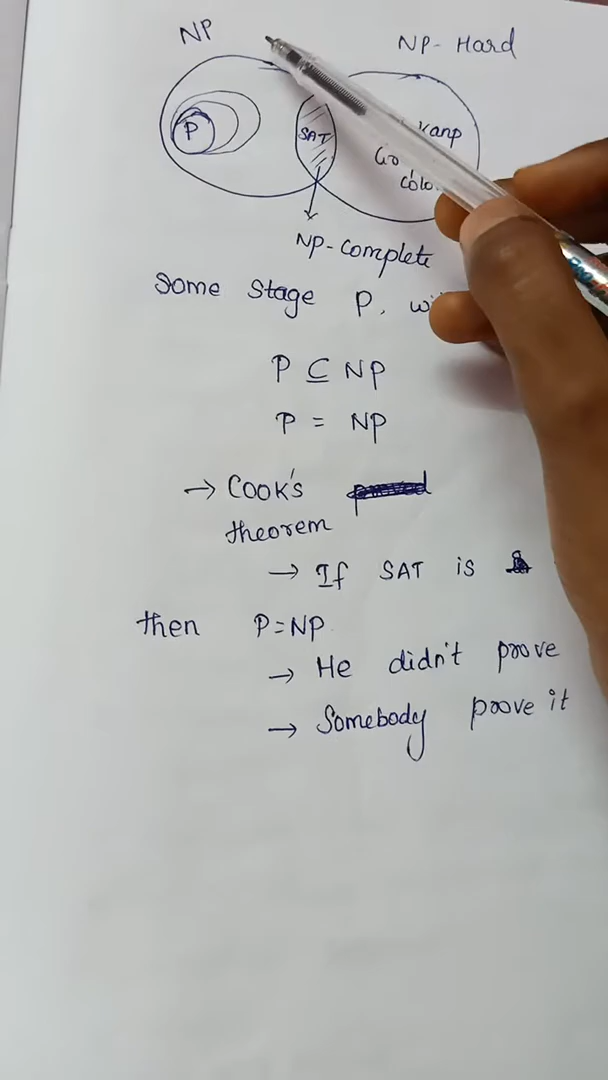 NP
NP-Hard
P
SAT
NP-Complete
Some stage P,
P ⊆ NP
P = NP
→ Cook's
theorem
→ If SAT is
then P=NP
→ He didn't prove
→ Somebody prove it